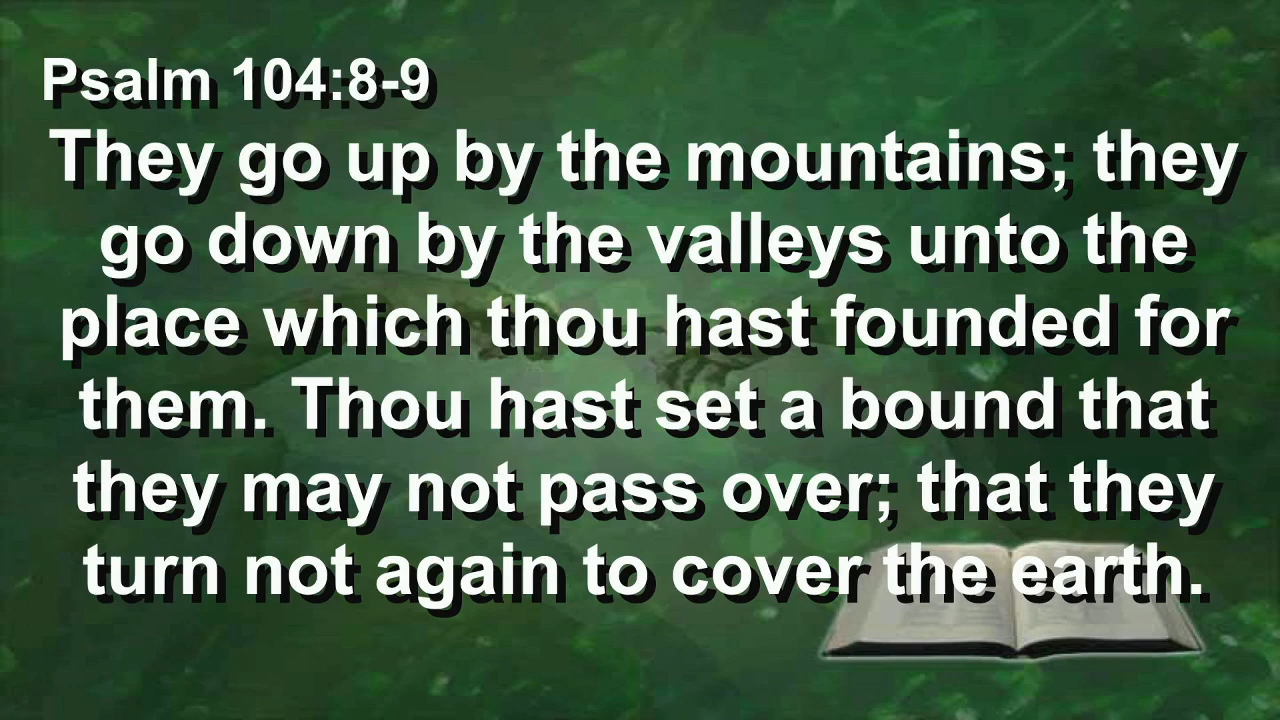 Psalm 104:8-9
They go up by the mountains; they
go down by the valleys unto the
place which thou hast founded for
them. Thou hast set a bound that
they may not pass over; that they
turn not again to cover the earth.